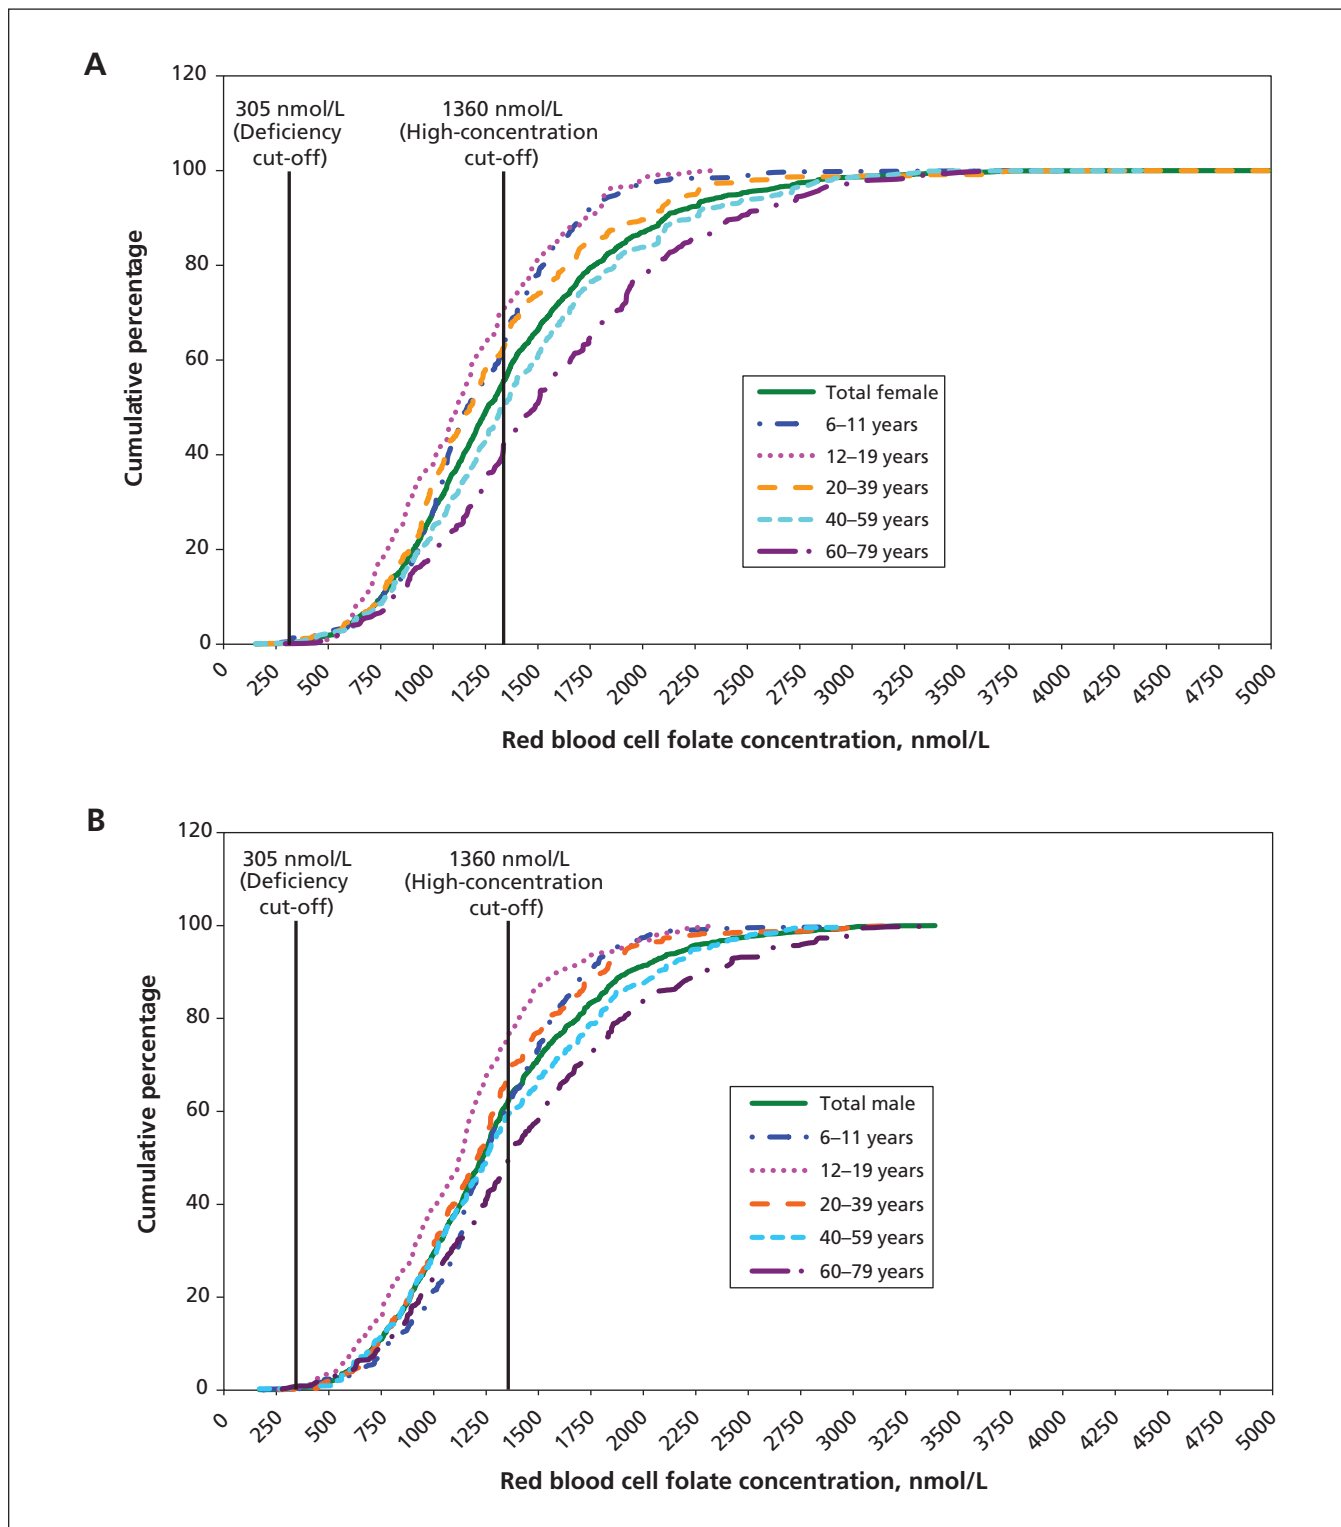 A
120
100
80
60
40
20
0
Cumulative percentage
305 nmol/L
(Deficiency
cut-off)
1360 nmol/L
(High-concentration
cut-off)
Total female
6–11 years
12–19 years
20–39 years
40–59 years
60–79 years
0 250 500 750 1000 1250 1500 1750 2000 2250 2500 2750 3000 3250 3500 3750 4000 4250 4500 4750 5000
Red blood cell folate concentration, nmol/L
B
120
100
80
60
40
20
0
Cumulative percentage
305 nmol/L
(Deficiency
cut-off)
1360 nmol/L
(High-concentration
cut-off)
Total male
6–11 years
12–19 years
20–39 years
40–59 years
60–79 years
0 250 500 750 1000 1250 1500 1750 2000 2250 2500 2750 3000 3250 3500 3750 4000 4250 4500 4750 5000
Red blood cell folate concentration, nmol/L